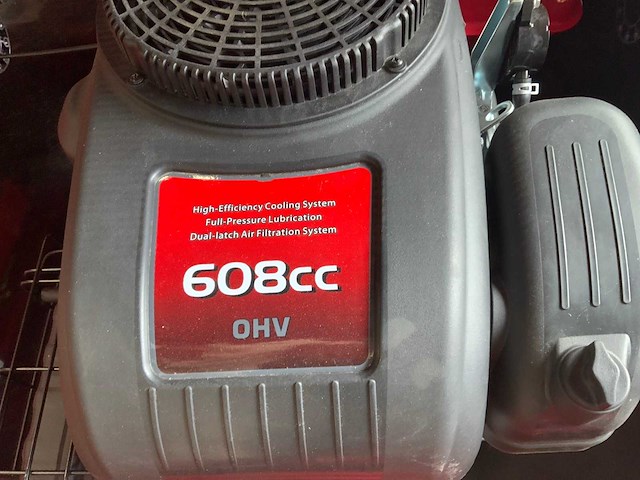 High-Efficiency Cooling System
Full-Pressure Lubrication
Dual-latch Air Filtration System
608cc
OHV